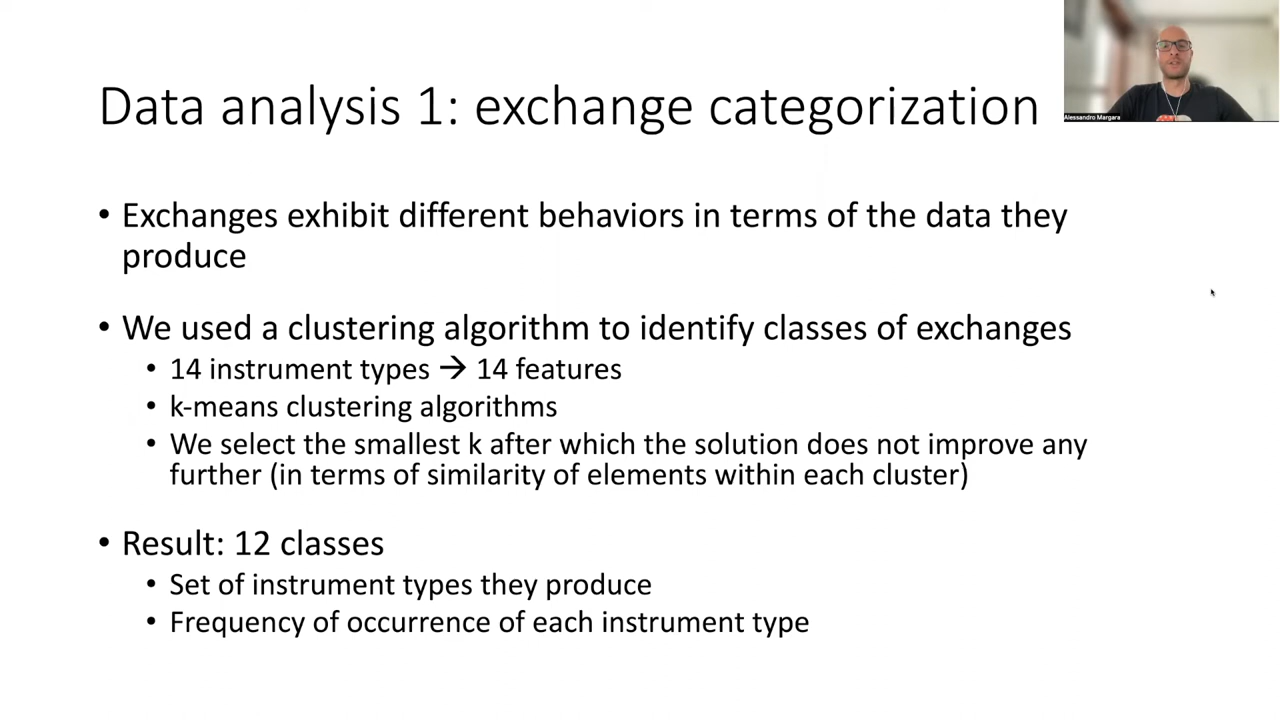 Data analysis 1: exchange categorization
Alessandro Margara
• Exchanges exhibit different behaviors in terms of the data they
produce
• We used a clustering algorithm to identify classes of exchanges
• 14 instrument types → 14 features
• k-means clustering algorithms
• We select the smallest k after which the solution does not improve any
further (in terms of similarity of elements within each cluster)
• Result: 12 classes
• Set of instrument types they produce
• Frequency of occurrence of each instrument type